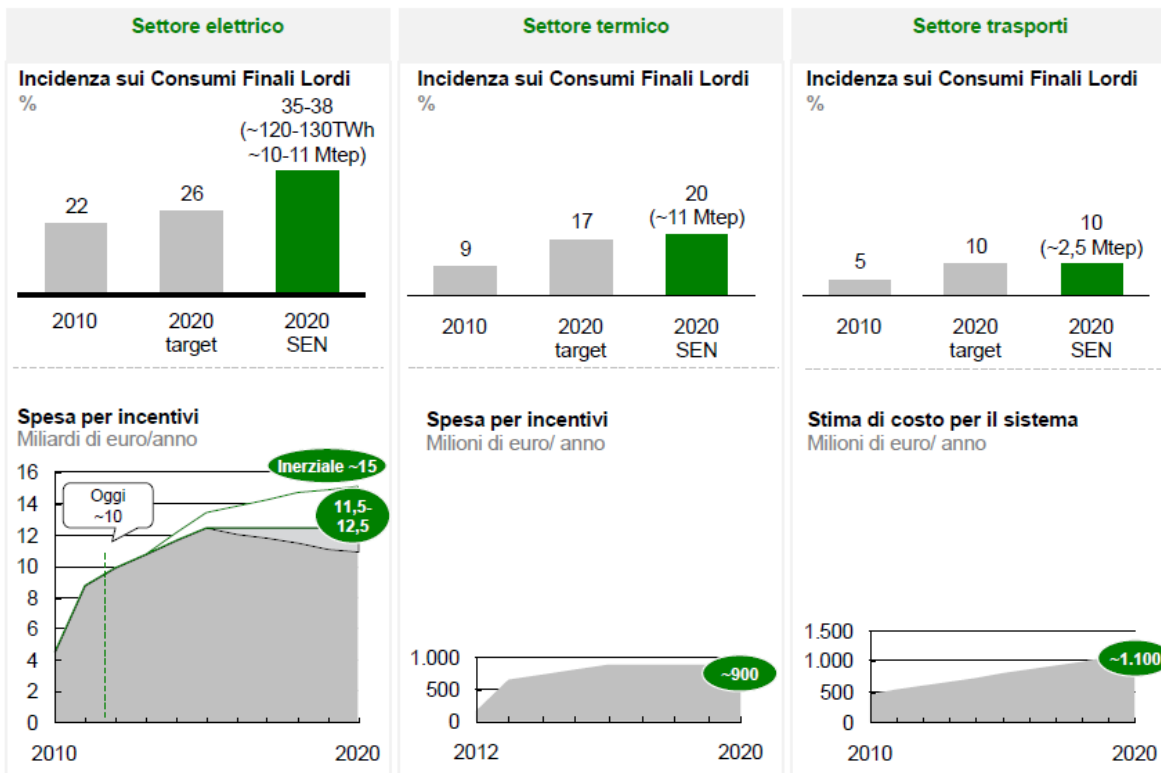 Settore elettrico
Incidenza sui Consumi Finali Lordi
%
35-38
(~120-130TWh
~10-11 Mtep)
26
22
2010
2020
target
2020
SEN
Spesa per incentivi
Miliardi di euro/anno
16
14
12
10
8
6
4
2
0
Inerziale ~15
Oggi
~10
11,5-
12,5
2010
2020
Settore termico
Incidenza sui Consumi Finali Lordi
%
20
(~11 Mtep)
17
9
2010
2020
target
2020
SEN
Spesa per incentivi
Milioni di euro/ anno
1.000
500
0
~900
2012
2020
Settore trasporti
Incidenza sui Consumi Finali Lordi
%
10
(~2,5 Mtep)
10
5
2010
2020
target
2020
SEN
Stima di costo per il sistema
Milioni di euro/ anno
1.500
1.000
500
0
~1.100
2010
2020